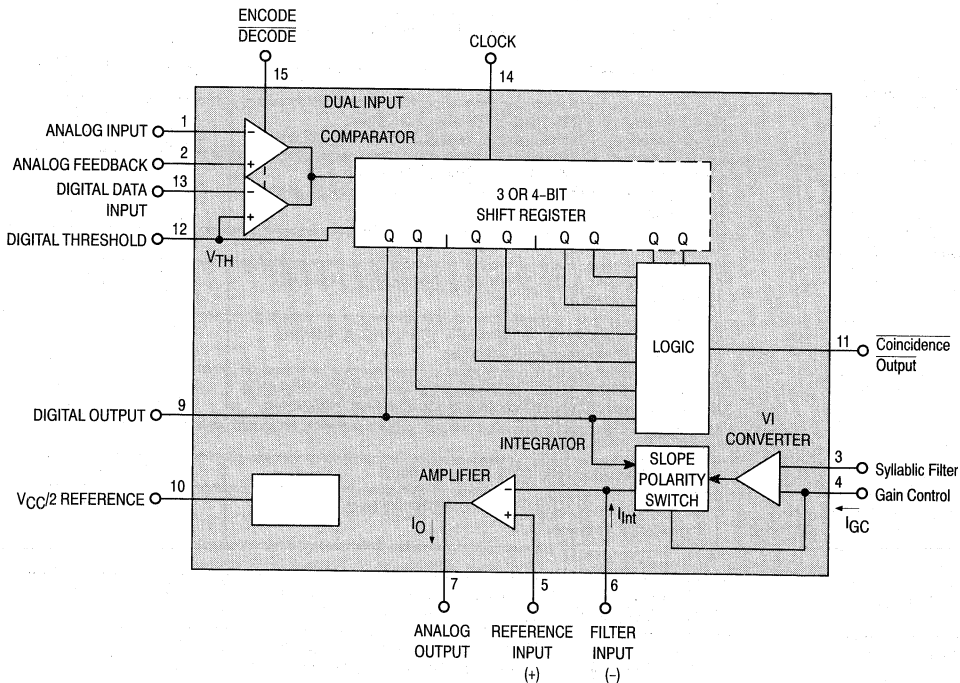 ENCODE
DECODE
15
CLOCK
14
DUAL INPUT
COMPARATOR
ANALOG INPUT
1
−
ANALOG FEEDBACK
2
+
DIGITAL DATA
INPUT
13
−
DIGITAL THRESHOLD
12
+
VTH
3 OR 4–BIT
SHIFT REGISTER
Q Q Q Q Q Q Q Q
LOGIC
11
Coincidence
Output
DIGITAL OUTPUT
9
INTEGRATOR
AMPLIFIER
SLOPE
POLARITY
SWITCH
VI
CONVERTER
3
Syllabic Filter
4
Gain Control
IGC
VCC/2 REFERENCE
10
−
+
IO
IInt
7
5
6
ANALOG
OUTPUT
REFERENCE
INPUT
(+)
FILTER
INPUT
(–)